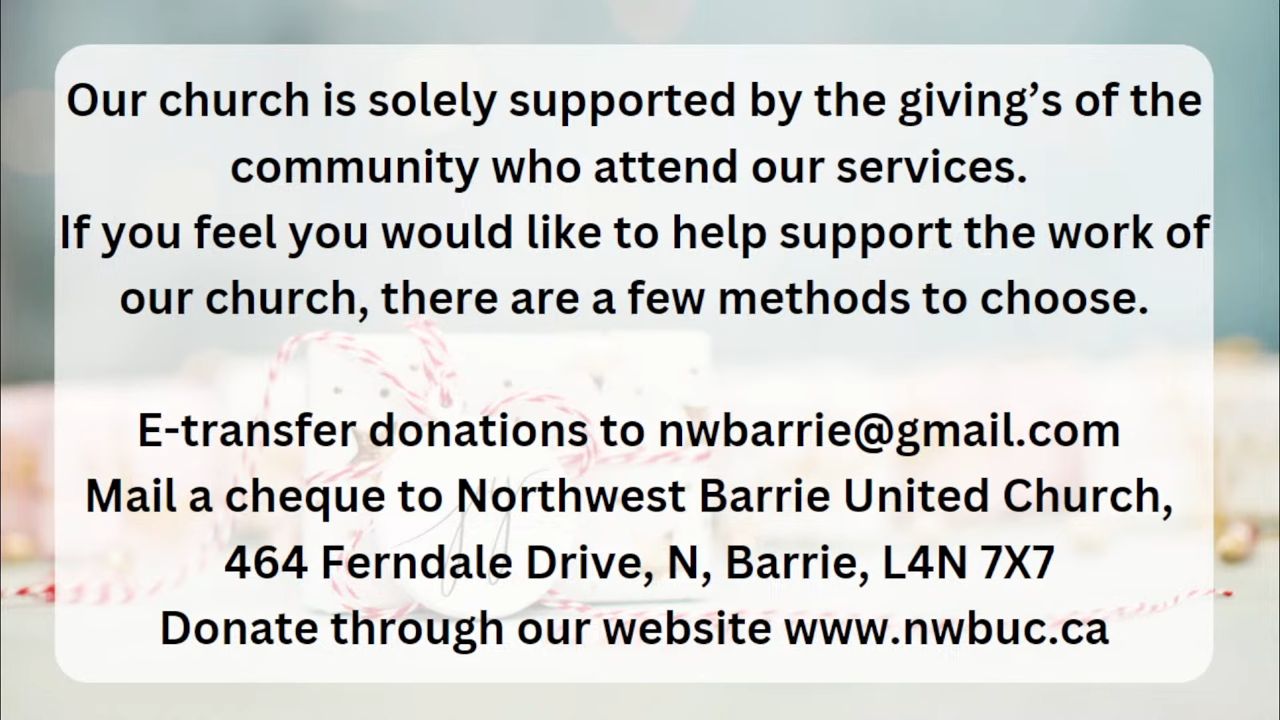 Our church is solely supported by the giving’s of the
community who attend our services.
If you feel you would like to help support the work of
our church, there are a few methods to choose.
E-transfer donations to nwbarrie@gmail.com
Mail a cheque to Northwest Barrie United Church,
464 Ferndale Drive, N, Barrie, L4N 7X7
Donate through our website www.nwbuc.ca